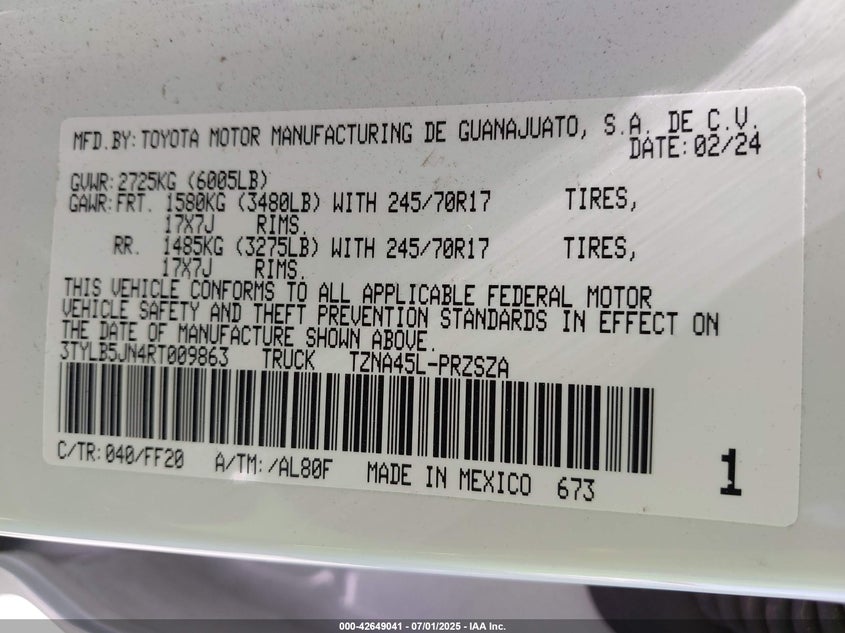 MFD.BY: TOYOTA MOTOR MANUFACTURING DE GUANAJUATO, S.A. DE C.V.
DATE: 02/24
GVWR: 2725KG (6005LB)
GAWR: FRT. 1580KG (3480LB) WITH 245/70R17 TIRES,
17X7J RIMS.
RR. 1485KG (3275LB) WITH 245/70R17 TIRES,
17X7J RIMS.
THIS VEHICLE CONFORMS TO ALL APPLICABLE FEDERAL MOTOR
VEHICLE SAFETY AND THEFT PREVENTION STANDARDS IN EFFECT ON
THE DATE OF MANUFACTURE SHOWN ABOVE.
3TYLB5JN4RT009863 TRUCK TZNA45L-PRZSZA
C/TR: 040/FF20 A/TM: /AL80F MADE IN MEXICO 673 1
000-42649041 | 07/01/2025 | IAA Inc.